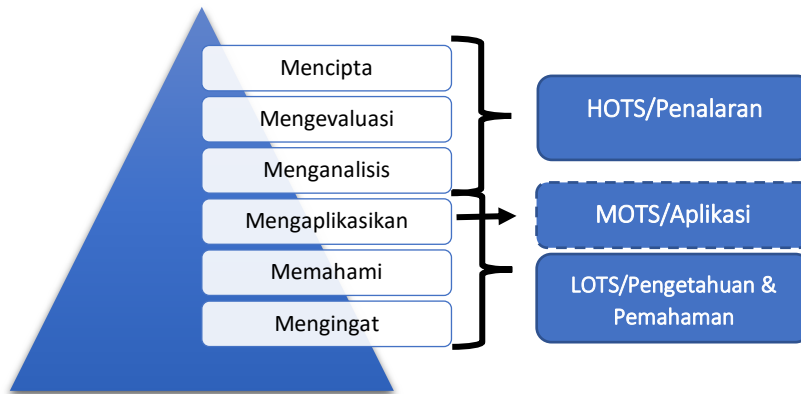 Mencipta
Mengevaluasi
Menganalisis
Mengaplikasikan
Memahami
Mengingat
HOTS/Penalaran
MOTS/Aplikasi
LOTS/Pengetahuan &
Pemahaman